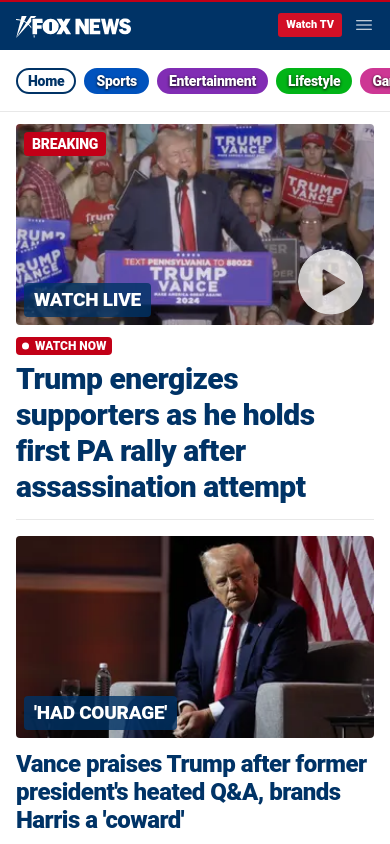 FOX NEWS
Watch TV
Home
Sports
Entertainment
Lifestyle
Ga
BREAKING
TRUMP
VANCE
TRUMP
VANCE
TEXT PENNSYLVANIA TO 88022
TRUMP
VANCE
2024
WATCH LIVE
WATCH NOW
Trump energizes
supporters as he holds
first PA rally after
assassination attempt
'HAD COURAGE'
Vance praises Trump after former
president's heated Q&A, brands
Harris a 'coward'